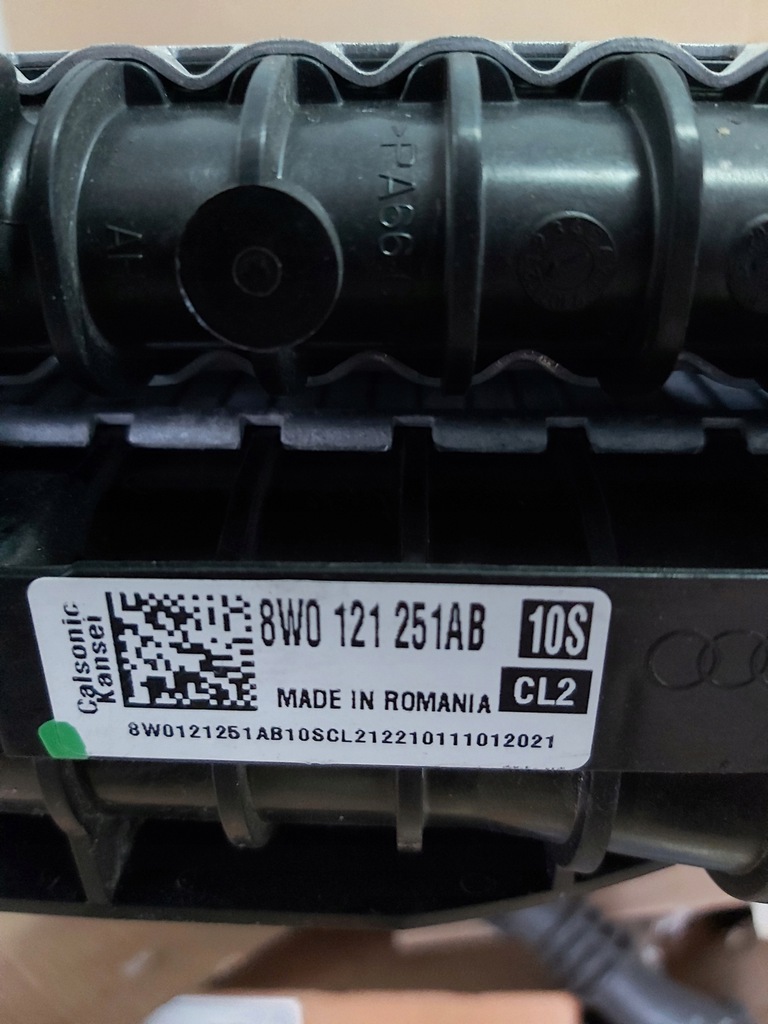 >PA66
Calsonic
Kansei
8W0 121 251AB
10S
MADE IN ROMANIA
CL2
8W0121251AB10SCL212210111012021